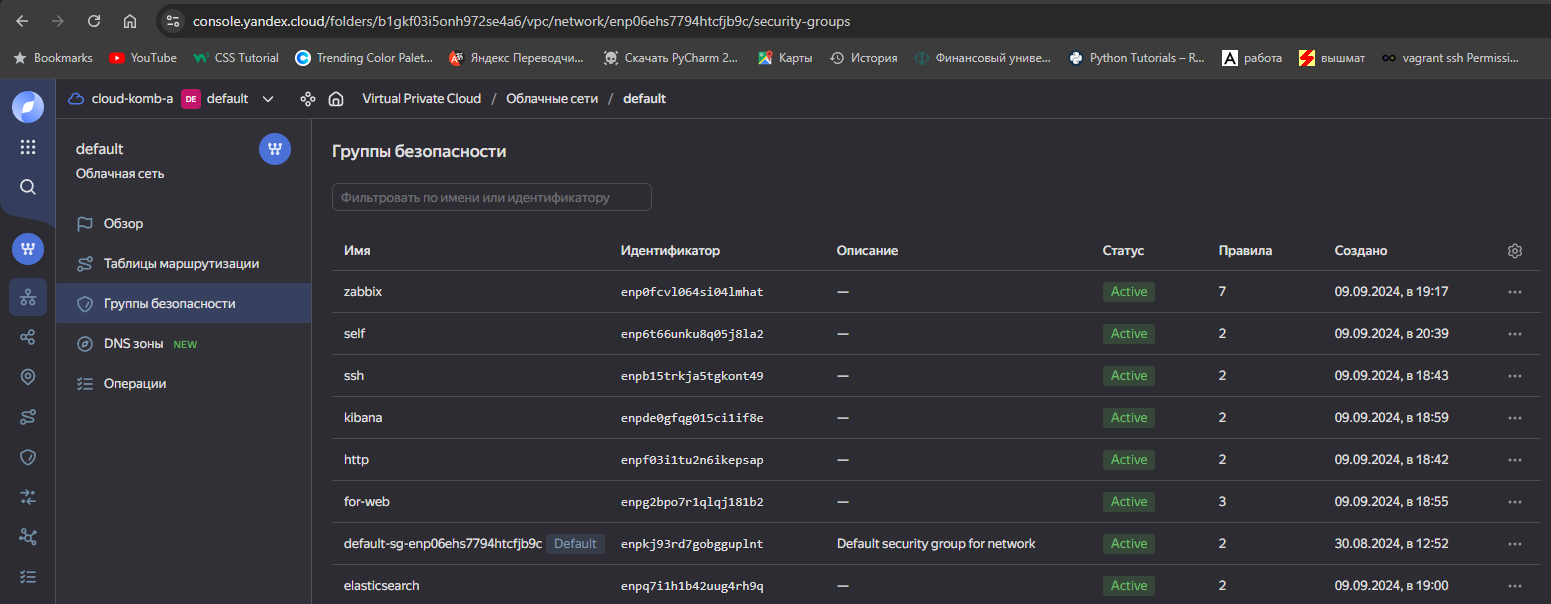 console.yandex.cloud/folders/b1gkf03i5onh972se4a6/vpc/network/enp06ehs7794htcfjb9c/security-groups
Bookmarks YouTube CSS Tutorial Trending Color Palet... Яндекс Переводчи... Скачать PyCharm 2... Карты История Финансовый униве... Python Tutorials – R... работа вышмат vagrant ssh Permissi...
cloud-komb-a DE default Virtual Private Cloud / Облачные сети / default
default
Облачная сеть
Обзор
Таблицы маршрутизации
Группы безопасности
DNS зоны NEW
Операции
Группы безопасности
Фильтровать по имени или идентификатору
Имя Идентификатор Описание Статус Правила Создано
zabbix enp0fcvl064si04lmhat — Active 7 09.09.2024, в 19:17
self enp6t66unku8q05j8la2 — Active 2 09.09.2024, в 20:39
ssh enpb15trkja5tgkont49 — Active 2 09.09.2024, в 18:43
kibana enpde0gfqg015ci1if8e — Active 2 09.09.2024, в 18:59
http enpf03i1tu2n6ikepsap — Active 2 09.09.2024, в 18:42
for-web enpg2bpo7r1qlqj181b2 — Active 3 09.09.2024, в 18:55
default-sg-enp06ehs7794htcfjb9c Default enpkj93rd7gobgguplnt Default security group for network Active 2 30.08.2024, в 12:52
elasticsearch enpq7i1h1b42uug4rh9q — Active 2 09.09.2024, в 19:00